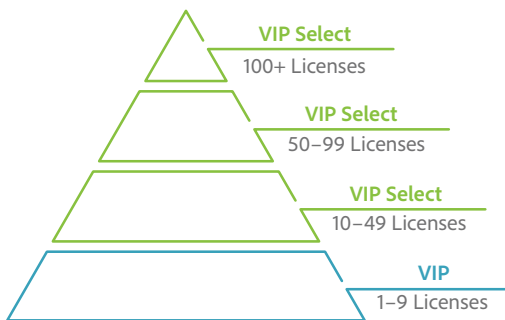 VIP Select
100+ Licenses
VIP Select
50–99 Licenses
VIP Select
10–49 Licenses
VIP
1–9 Licenses